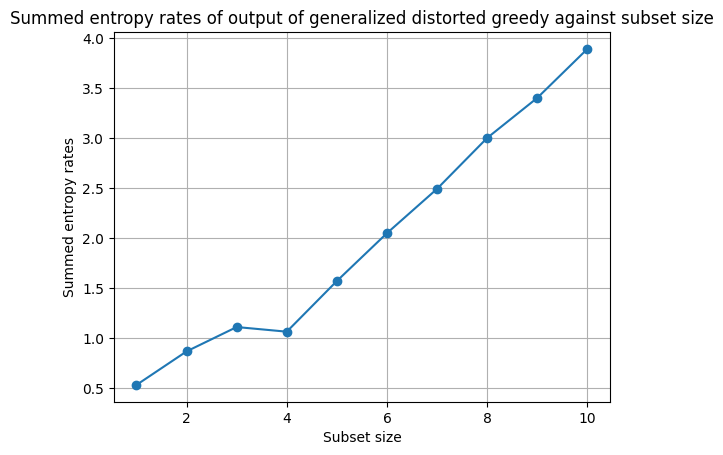 Summed entropy rates of output of generalized distorted greedy against subset size
4.0
3.5
3.0
2.5
2.0
1.5
1.0
0.5
Summed entropy rates
2 4 6 8 10
Subset size